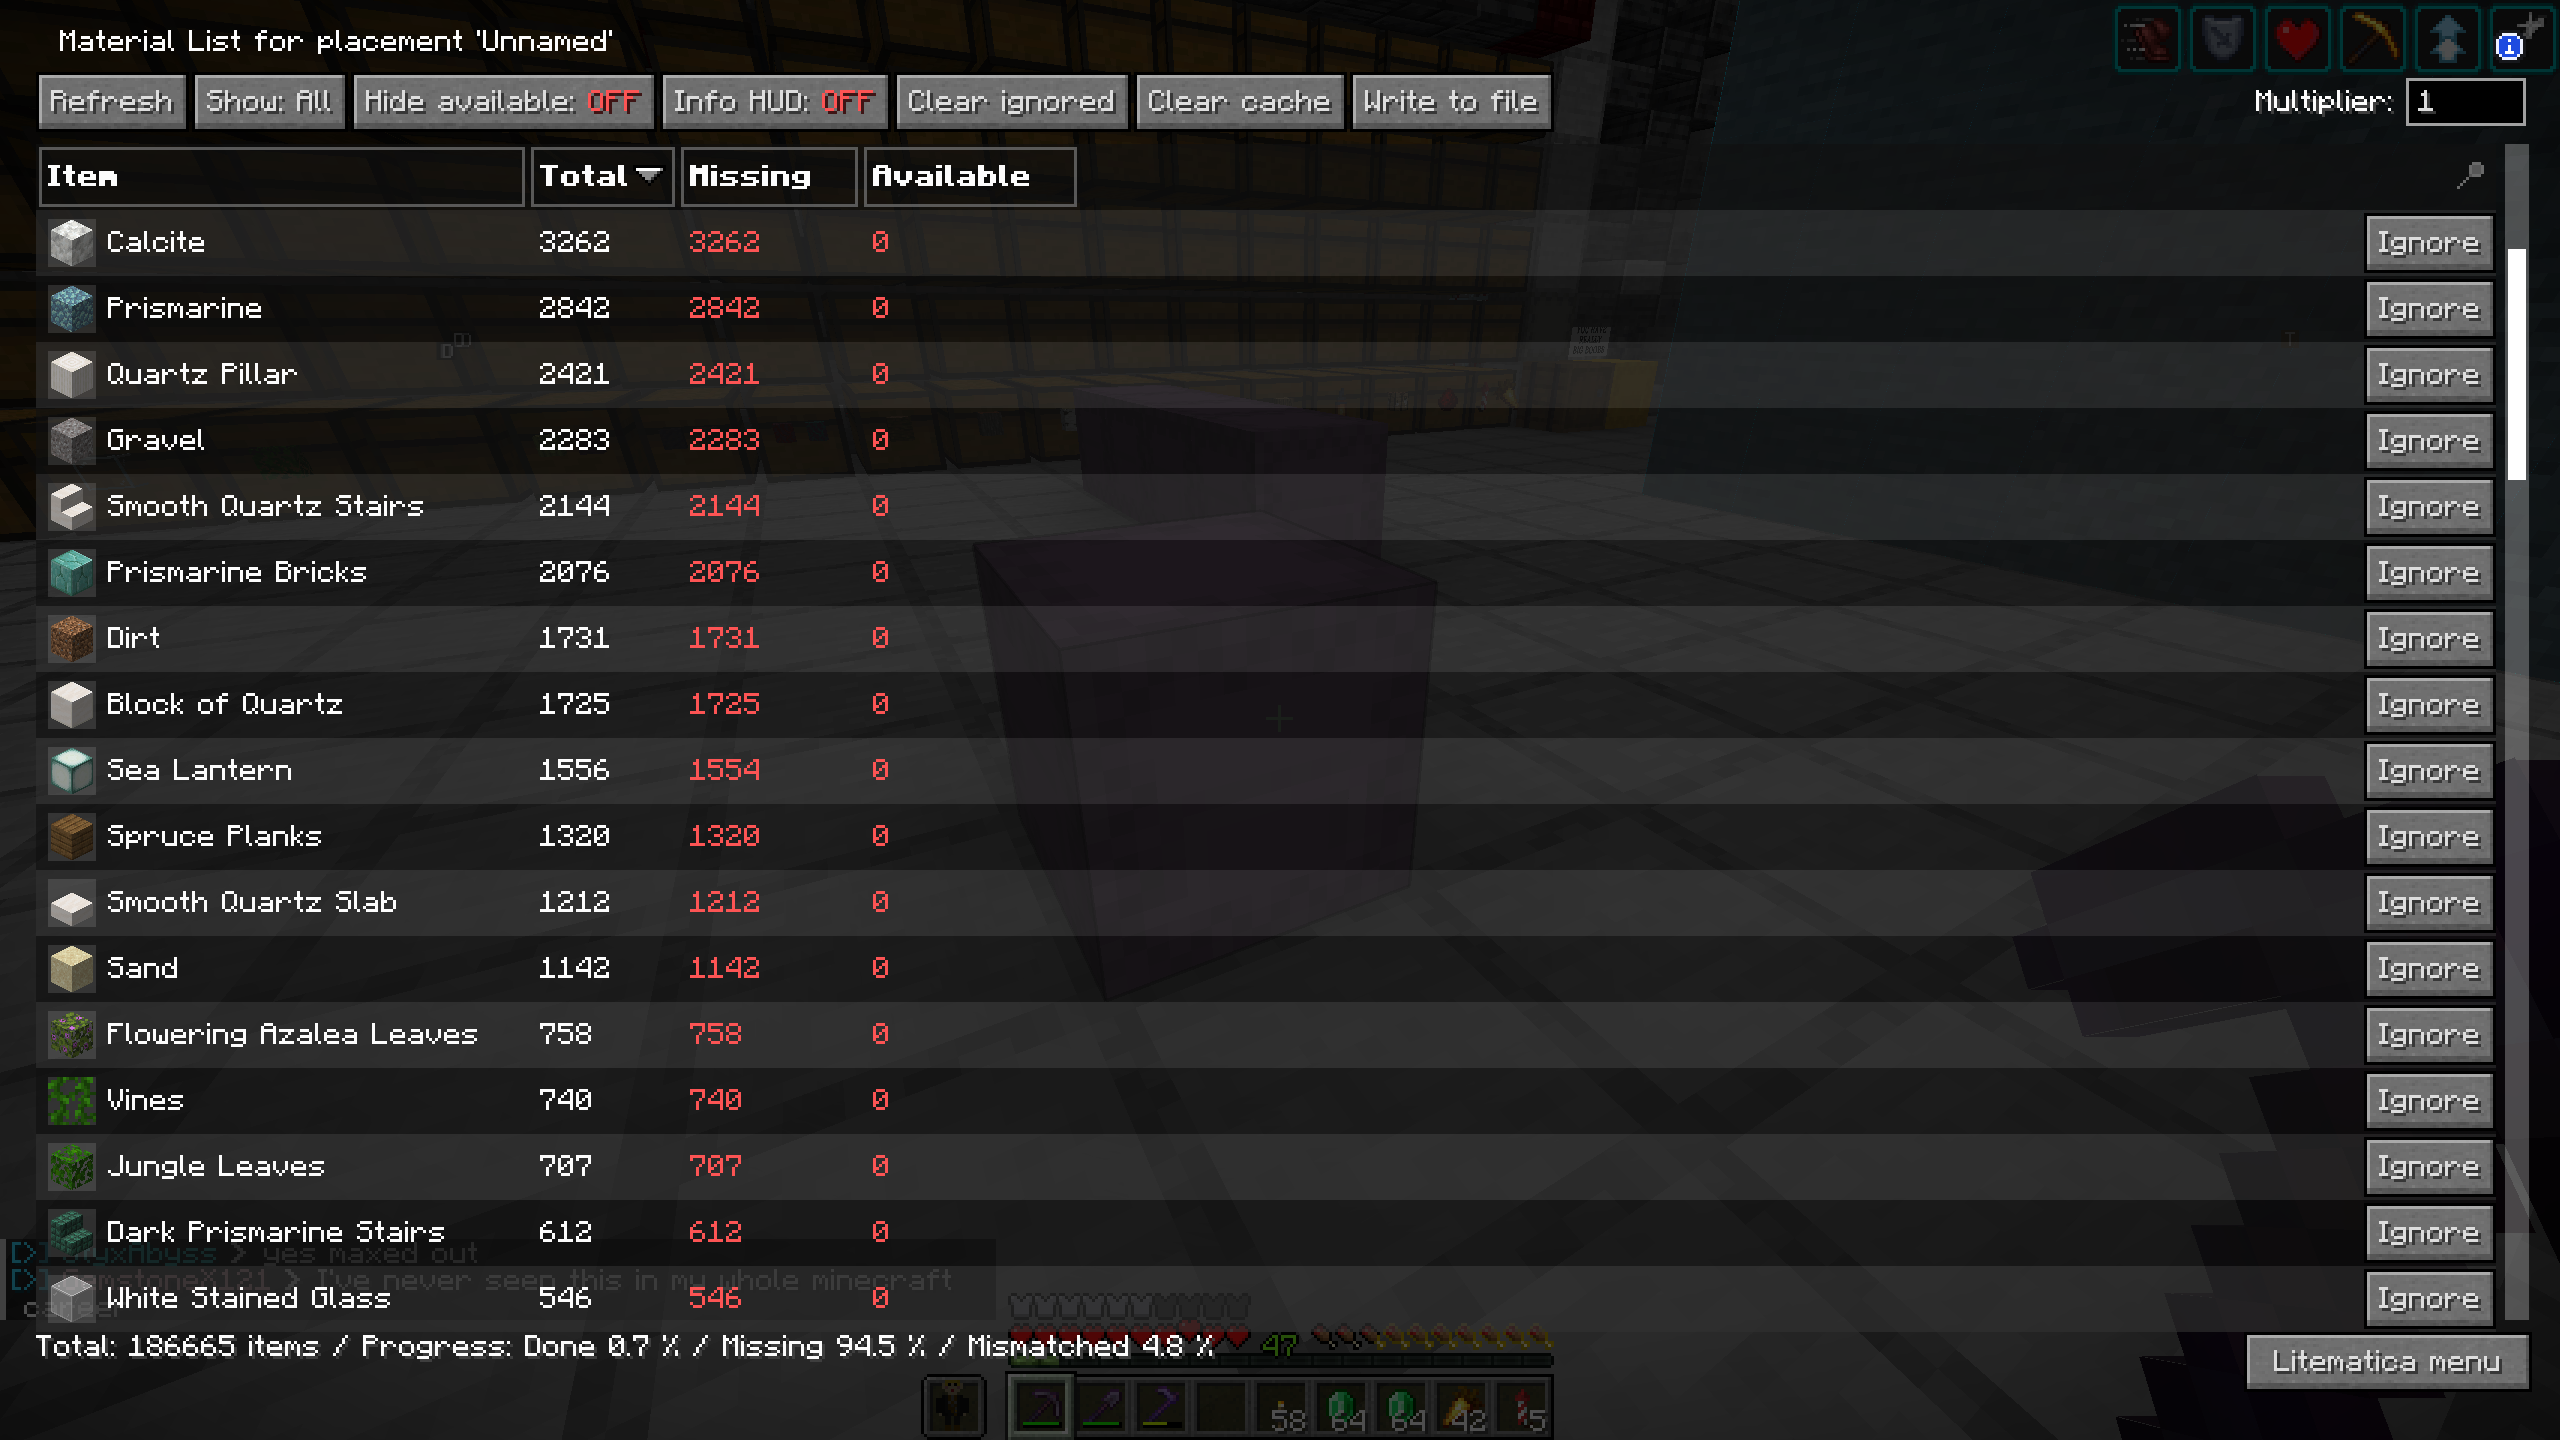 Material List for placement 'Unnamed'
Refresh Show: All Hide available: OFF Info HUD: OFF Clear ignored Clear cache Write to file Multiplier: 1
Item Total Missing Available
Calcite 3262 3262 0 Ignore
Prismarine 2842 2842 0 Ignore
Quartz Pillar 2421 2421 0 Ignore
Gravel 2283 2283 0 Ignore
Smooth Quartz Stairs 2144 2144 0 Ignore
Prismarine Bricks 2076 2076 0 Ignore
Dirt 1731 1731 0 Ignore
Block of Quartz 1725 1725 0 Ignore
Sea Lantern 1556 1554 0 Ignore
Spruce Planks 1320 1320 0 Ignore
Smooth Quartz Slab 1212 1212 0 Ignore
Sand 1142 1142 0 Ignore
Flowering Azalea Leaves 758 758 0 Ignore
Vines 740 740 0 Ignore
Jungle Leaves 707 707 0 Ignore
Dark Prismarine Stairs 612 612 0 Ignore
> yes maxed out
> I've never seen this in my whole minecraft
White Stained Glass 546 546 0 Ignore
Total: 186665 items / Progress: Done 0.7 % / Missing 94.5 % / Mismatched 4.8 %
47
Litematica menu
58 64 64 42 5